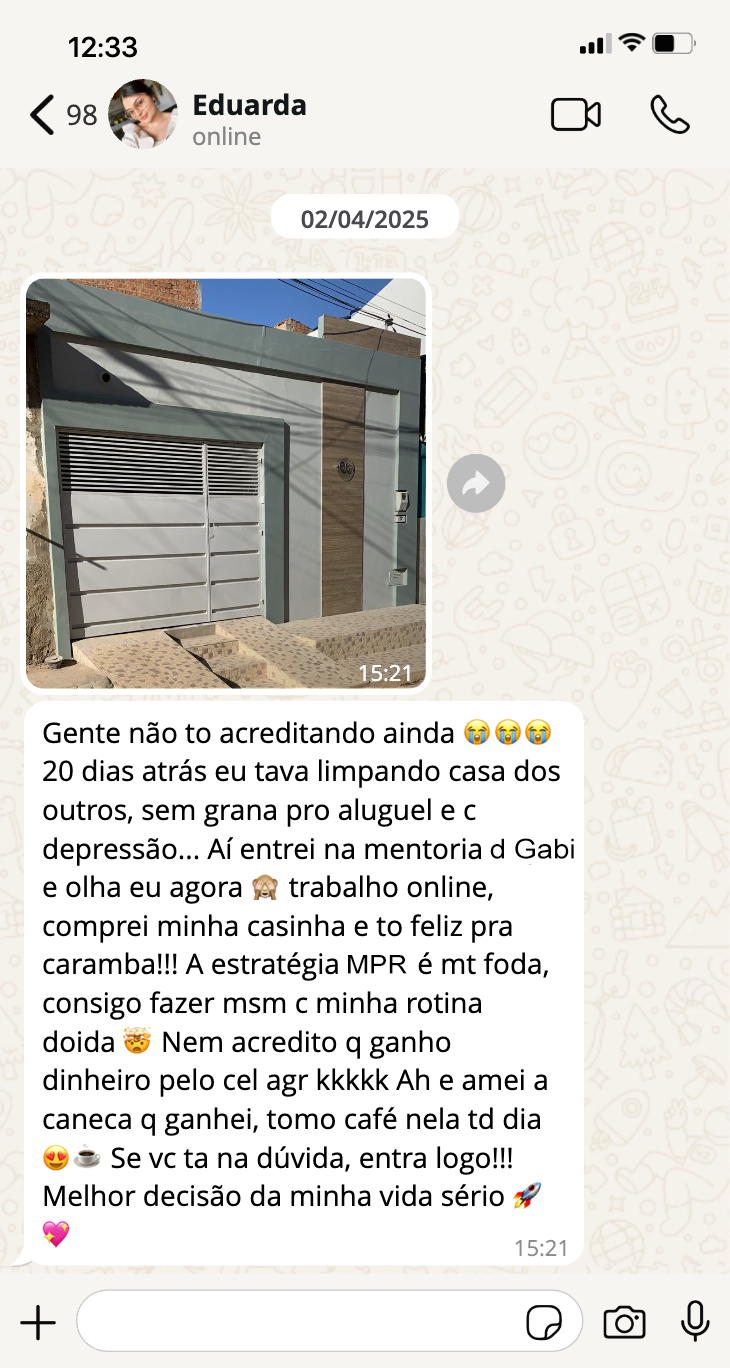 12:33
98
Eduarda
online
02/04/2025
15:21
Gente não to acreditando ainda 😭😭😭
20 dias atrás eu tava limpando casa dos
outros, sem grana pro aluguel e c
depressão... Aí entrei na mentoria d Gabi
e olha eu agora 🙈 trabalho online,
comprei minha casinha e to feliz pra
caramba!!! A estratégia MPR é mt foda,
consigo fazer msm c minha rotina
doida 🤯 Nem acredito q ganho
dinheiro pelo cel agr kkkkk Ah e amei a
caneca q ganhei, tomo café nela td dia
😍☕ Se vc ta na dúvida, entra logo!!!
Melhor decisão da minha vida sério 🚀
💖
15:21